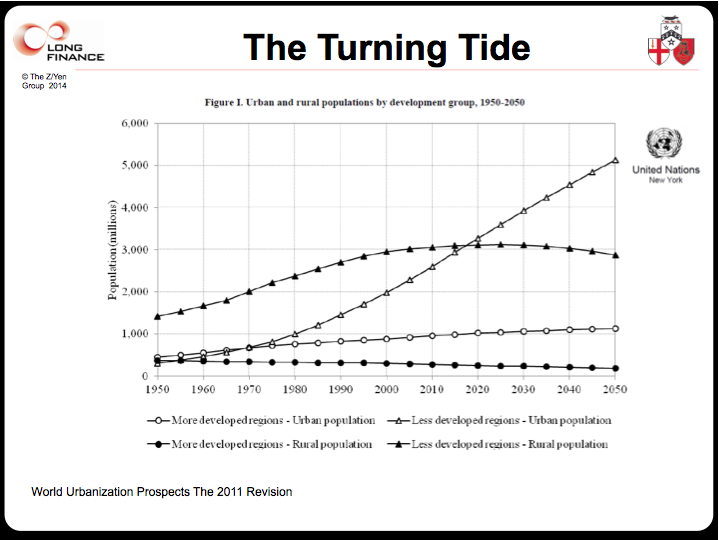 LONG
FINANCE
The Turning Tide
© The Z/Yen
Group 2014
Figure I. Urban and rural populations by development group, 1950-2050
6,000
5,000
4,000
3,000
2,000
1,000
0
Population (millions)
1950 1960 1970 1980 1990 2000 2010 2020 2030 2040 2050
United Nations
New York
More developed regions - Urban population
Less developed regions - Urban population
More developed regions - Rural population
Less developed regions - Rural population
World Urbanization Prospects The 2011 Revision